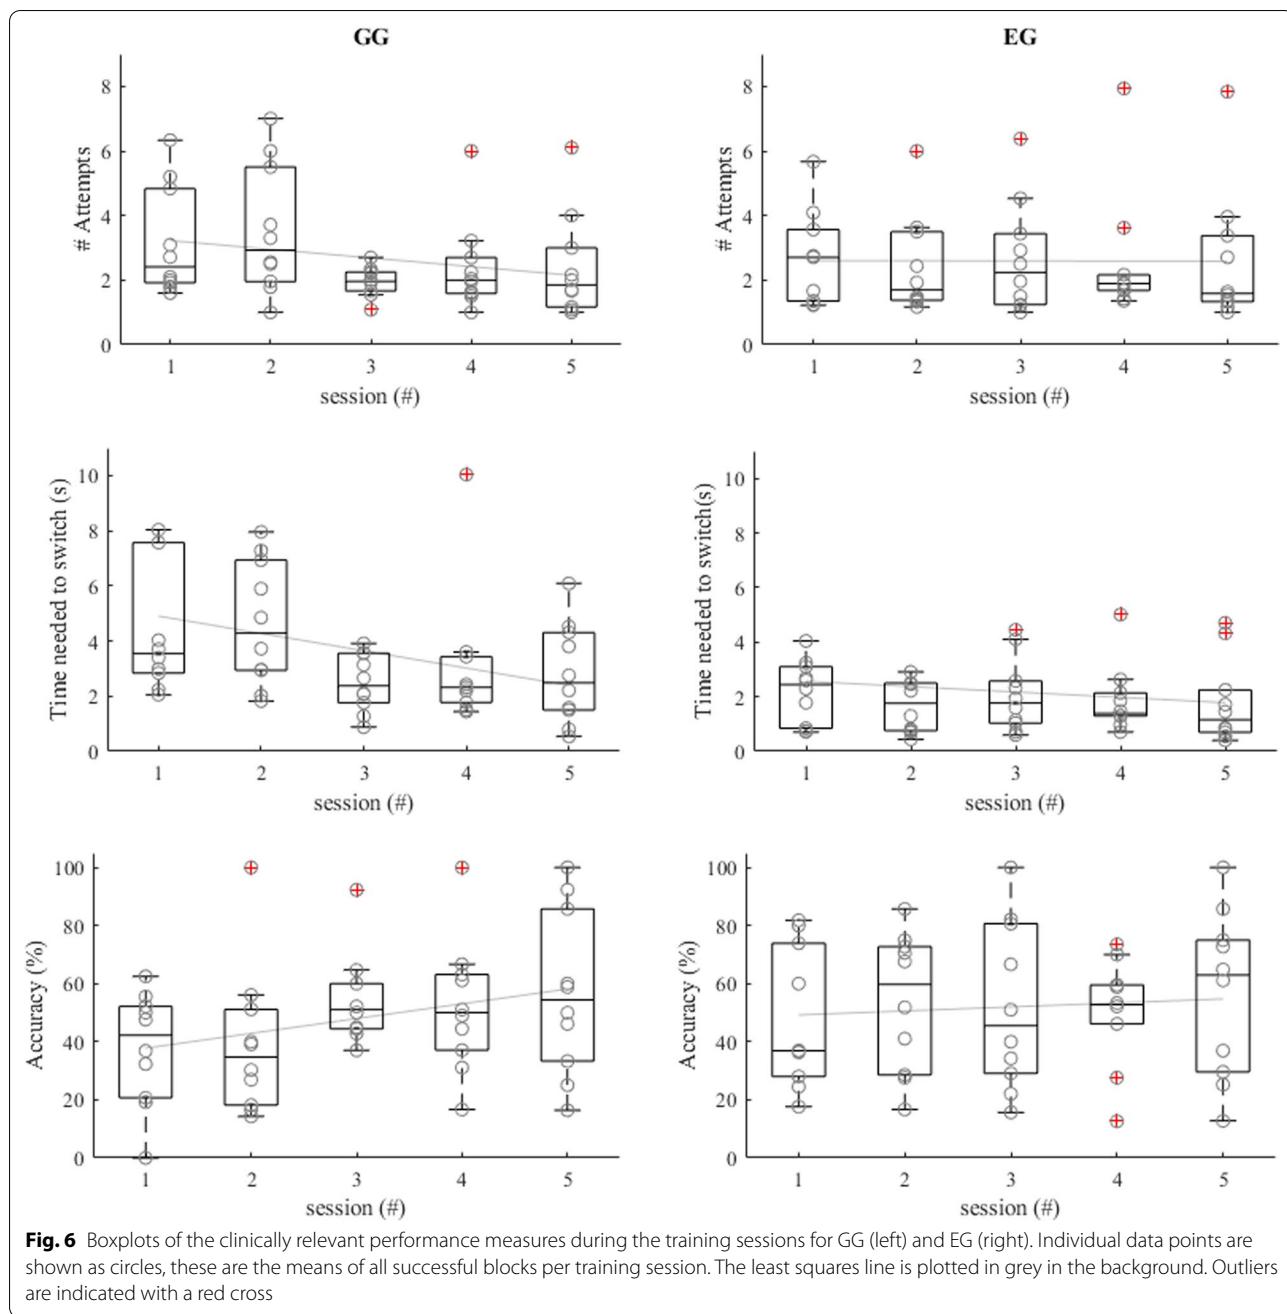 GG
EG
# Attempts
8
6
4
2
0
1 2 3 4 5
session (#)
# Attempts
8
6
4
2
0
1 2 3 4 5
session (#)
Time needed to switch (s)
10
8
6
4
2
0
1 2 3 4 5
session (#)
Time needed to switch(s)
10
8
6
4
2
0
1 2 3 4 5
session (#)
Accuracy (%)
100
80
60
40
20
0
1 2 3 4 5
session (#)
Accuracy (%)
100
80
60
40
20
0
1 2 3 4 5
session (#)
Fig. 6 Boxplots of the clinically relevant performance measures during the training sessions for GG (left) and EG (right). Individual data points are
shown as circles, these are the means of all successful blocks per training session. The least squares line is plotted in grey in the background. Outliers
are indicated with a red cross